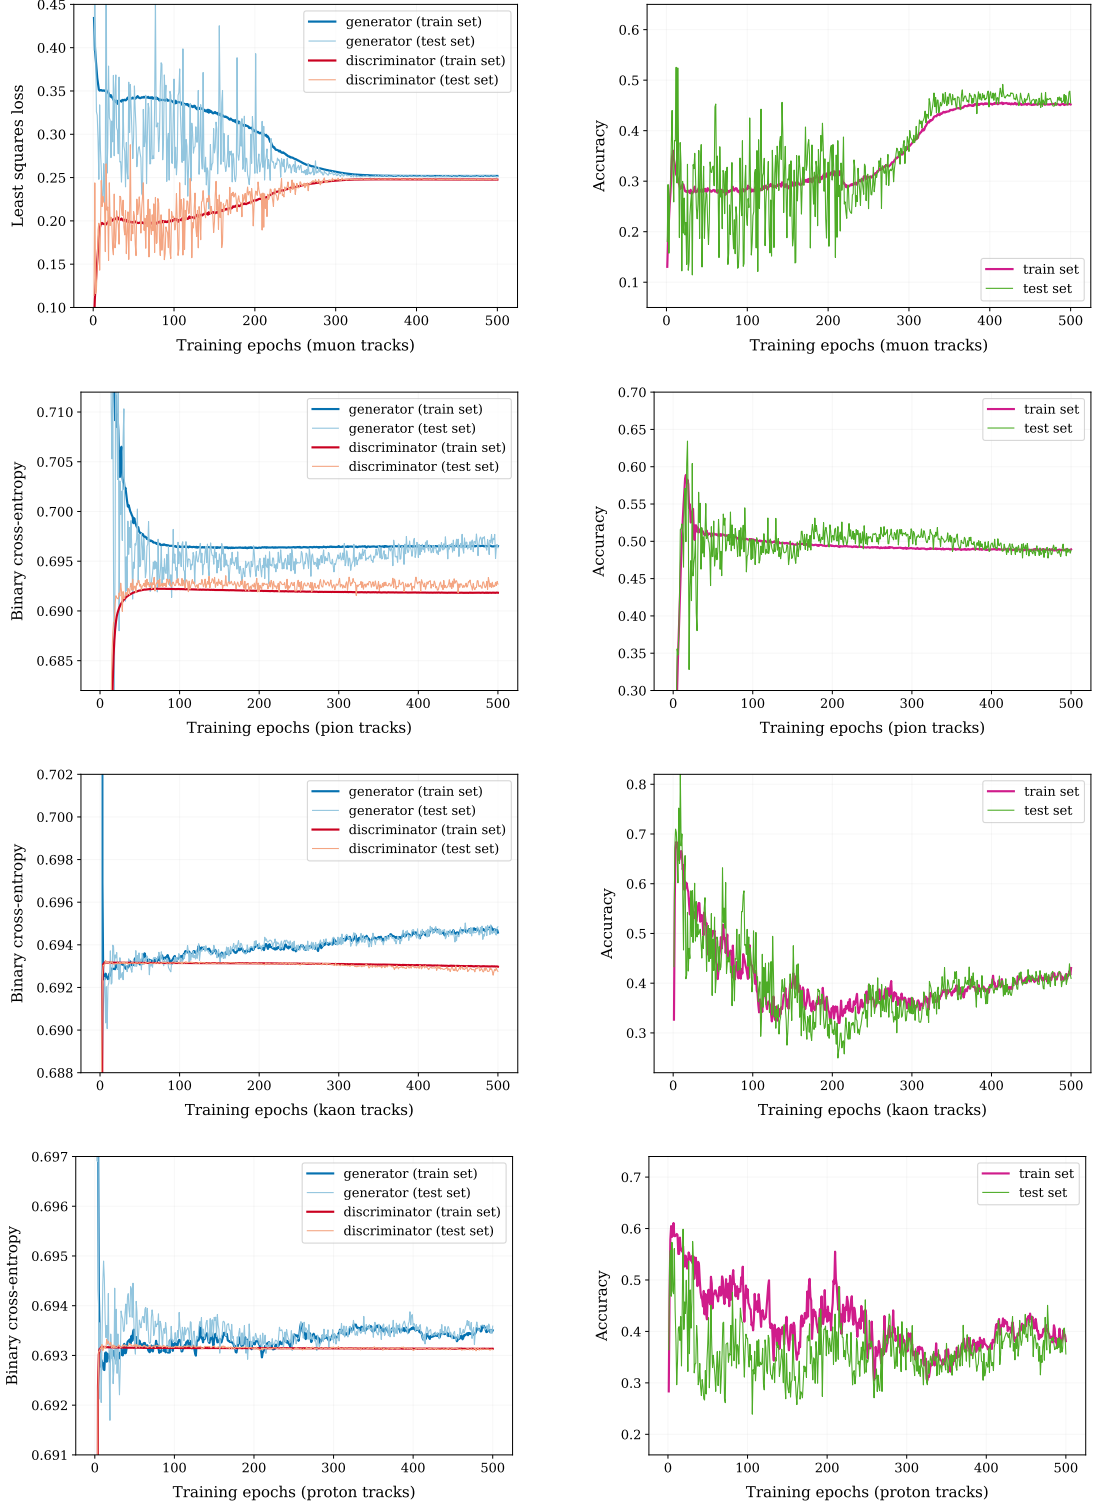 0.45
0.40
0.35
0.30
0.25
0.20
0.15
0.10
Least squares loss
generator (train set)
generator (test set)
discriminator (train set)
discriminator (test set)
0 100 200 300 400 500
Training epochs (muon tracks)
0.6
0.5
0.4
0.3
0.2
0.1
Accuracy
train set
test set
0 100 200 300 400 500
Training epochs (muon tracks)
0.710
0.705
0.700
0.695
0.690
0.685
Binary cross-entropy
generator (train set)
generator (test set)
discriminator (train set)
discriminator (test set)
0 100 200 300 400 500
Training epochs (pion tracks)
0.70
0.65
0.60
0.55
0.50
0.45
0.40
0.35
0.30
Accuracy
train set
test set
0 100 200 300 400 500
Training epochs (pion tracks)
0.702
0.700
0.698
0.696
0.694
0.692
0.690
0.688
Binary cross-entropy
generator (train set)
generator (test set)
discriminator (train set)
discriminator (test set)
0 100 200 300 400 500
Training epochs (kaon tracks)
0.8
0.7
0.6
0.5
0.4
0.3
Accuracy
train set
test set
0 100 200 300 400 500
Training epochs (kaon tracks)
0.697
0.696
0.695
0.694
0.693
0.692
0.691
Binary cross-entropy
generator (train set)
generator (test set)
discriminator (train set)
discriminator (test set)
0 100 200 300 400 500
Training epochs (proton tracks)
0.7
0.6
0.5
0.4
0.3
0.2
Accuracy
train set
test set
0 100 200 300 400 500
Training epochs (proton tracks)